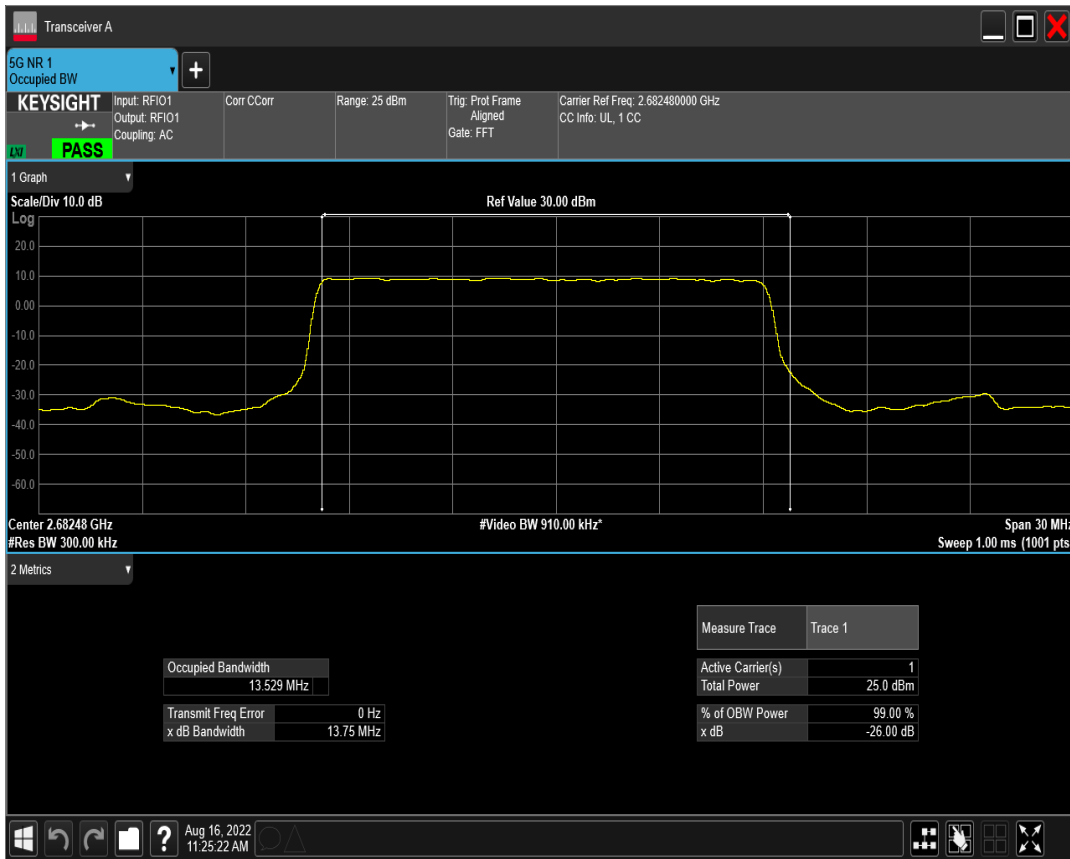 Transceiver A
5G NR 1
Occupied BW
KEYSIGHT
LXI
PASS
Input: RFIO1
Output: RFIO1
Coupling: AC
Corr CCorr
Range: 25 dBm
Trig: Prot Frame
Aligned
Gate: FFT
Carrier Ref Freq: 2.682480000 GHz
CC Info: UL, 1 CC
1 Graph
Scale/Div 10.0 dB
Ref Value 30.00 dBm
Log
20.0
10.0
0.00
-10.0
-20.0
-30.0
-40.0
-50.0
-60.0
Center 2.68248 GHz
#Video BW 910.00 kHz*
Span 30 MHz
#Res BW 300.00 kHz
Sweep 1.00 ms (1001 pts
2 Metrics
Measure Trace Trace 1
Occupied Bandwidth
13.529 MHz
Active Carrier(s) 1
Total Power 25.0 dBm
Transmit Freq Error 0 Hz
x dB Bandwidth 13.75 MHz
% of OBW Power 99.00 %
x dB -26.00 dB
?
Aug 16, 2022
11:25:22 AM